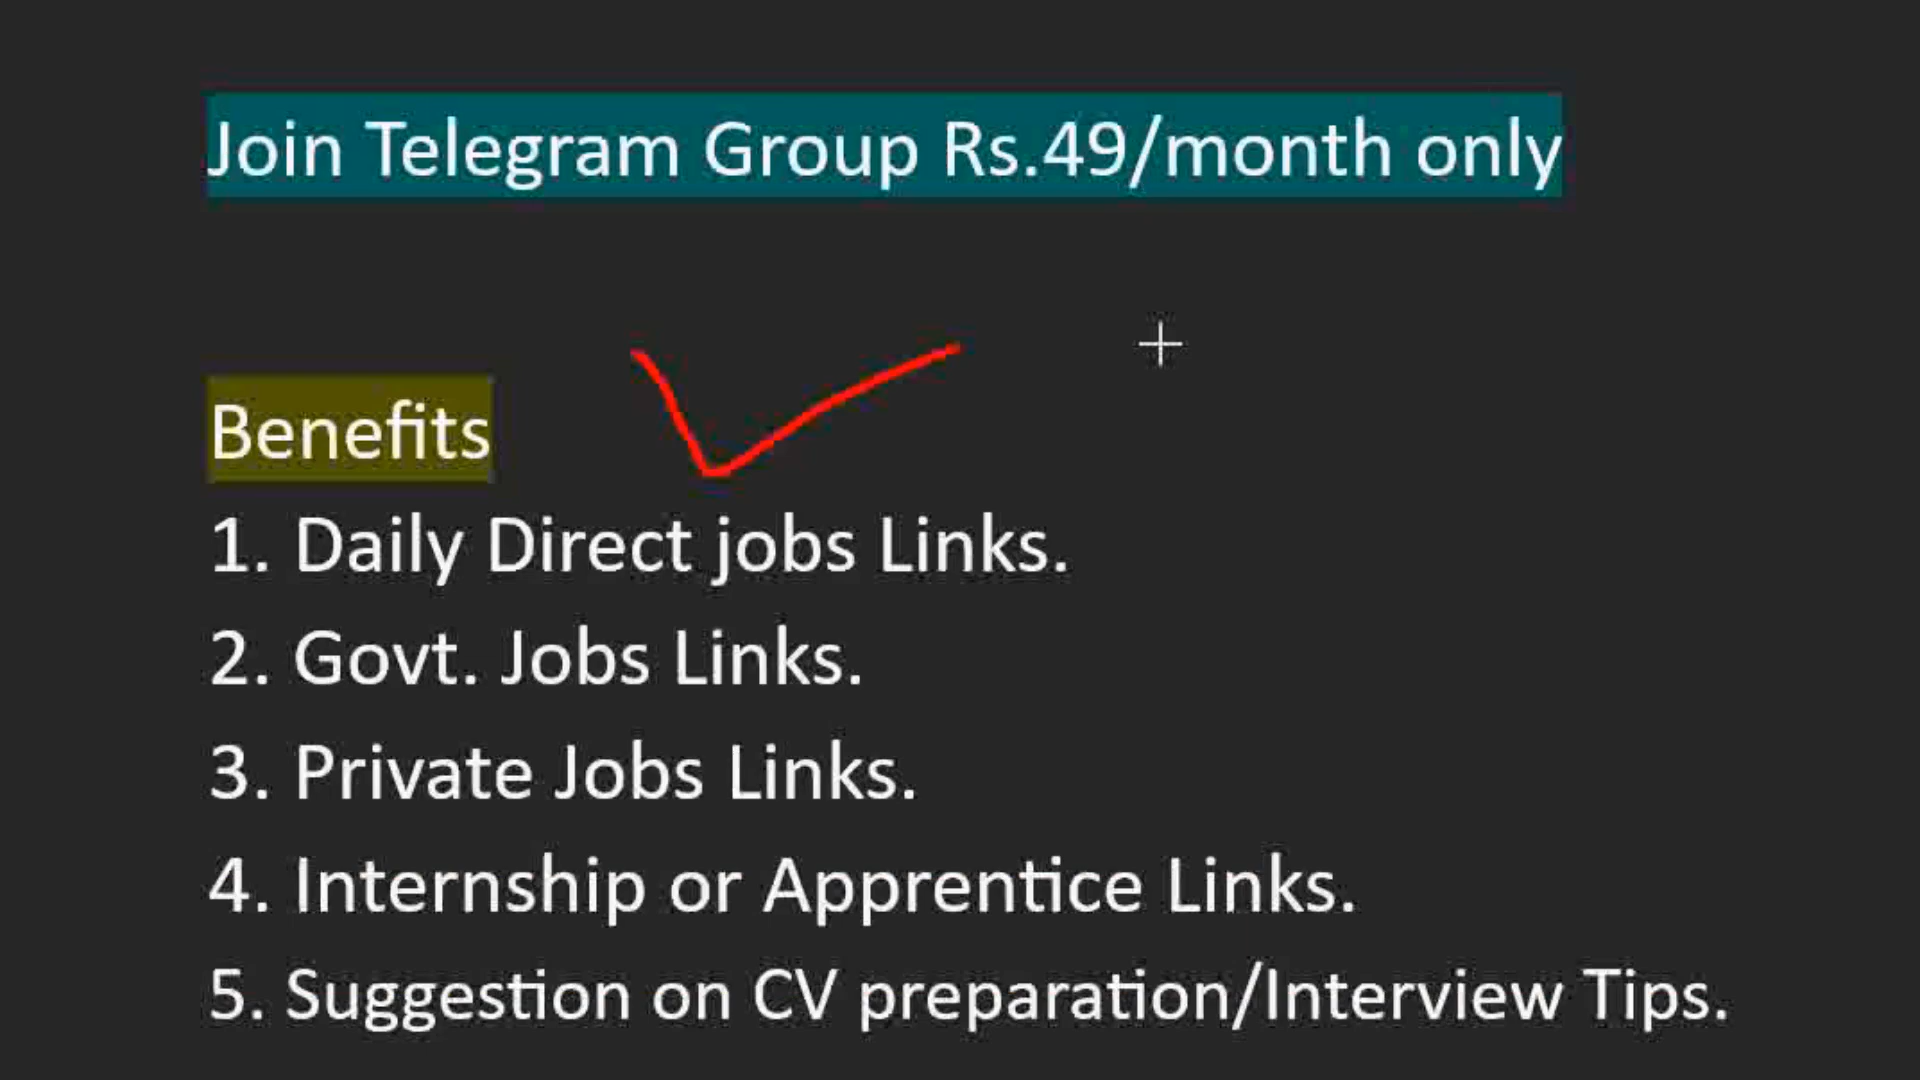 Join Telegram Group Rs.49/month only
Benefits
1. Daily Direct jobs Links.
2. Govt. Jobs Links.
3. Private Jobs Links.
4. Internship or Apprentice Links.
5. Suggestion on CV preparation/Interview Tips.